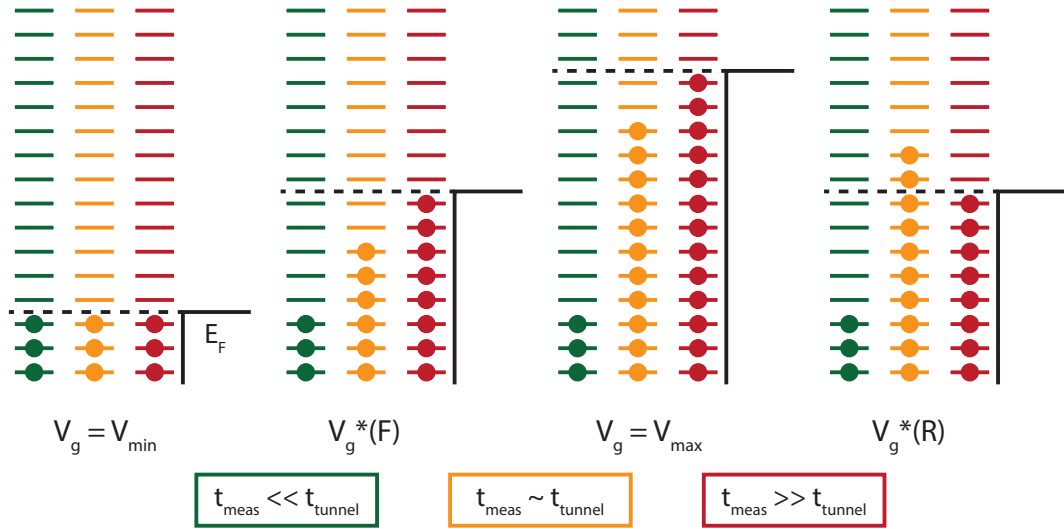 E_F
V_g = V_min
V_g*(F)
V_g = V_max
V_g*(R)
t_meas << t_tunnel
t_meas ~ t_tunnel
t_meas >> t_tunnel